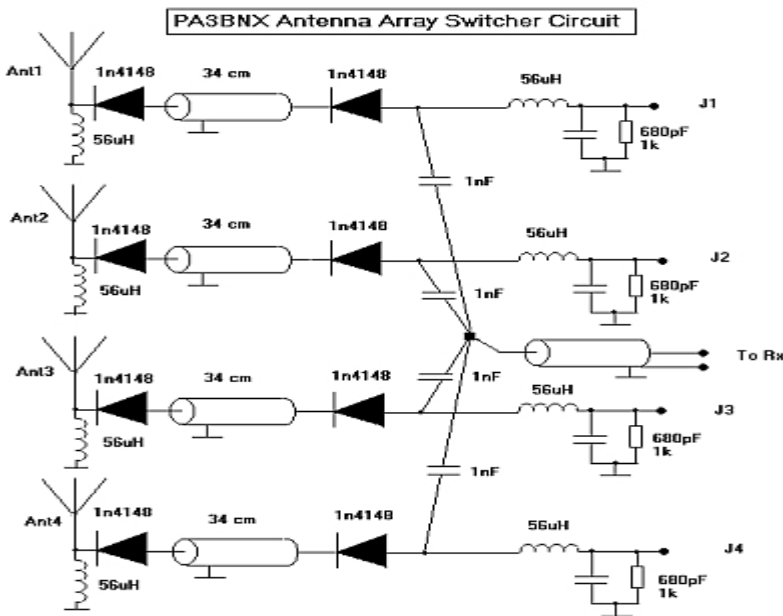 PA3BNX Antenna Array Switcher Circuit
Ant1
1n4148
34 cm
1n4148
56uH
J1
56uH
680pF
1k
1nF
Ant2
1n4148
34 cm
1n4148
56uH
J2
56uH
680pF
1k
1nF
To Rx
Ant3
1n4148
34 cm
1n4148
1nF
56uH
J3
56uH
680pF
1k
1nF
Ant4
1n4148
34 cm
1n4148
56uH
J4
56uH
680pF
1k